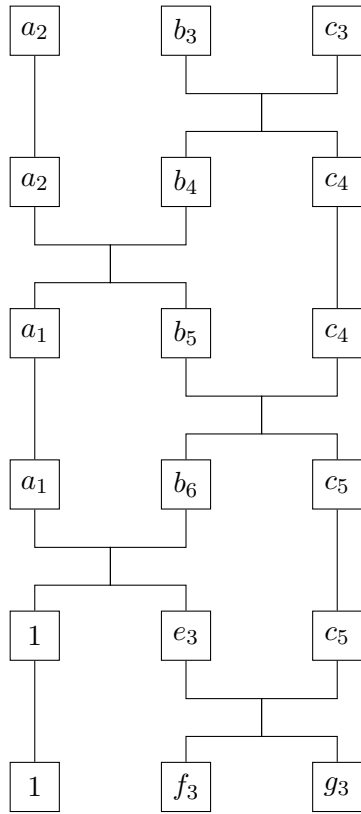 a₂ b₃ c₃
a₂ b₄ c₄
a₁ b₅ c₄
a₁ b₆ c₅
1 e₃ c₅
1 f₃ g₃